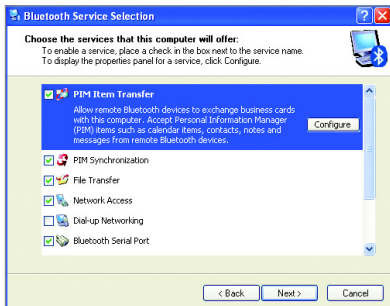 Bluetooth Service Selection
Choose the services that this computer will offer:
To enable a service, place a check in the box next to the service name.
To display the properties panel for a service, click Configure.
PIM Item Transfer
Allow remote Bluetooth devices to exchange business cards
with this computer. Accept Personal Information Manager
(PIM) items such as calendar items, contacts, notes and
messages from remote Bluetooth devices.
Configure
PIM Synchronization
File Transfer
Network Access
Dial-up Networking
Bluetooth Serial Port
< Back
Next >
Cancel